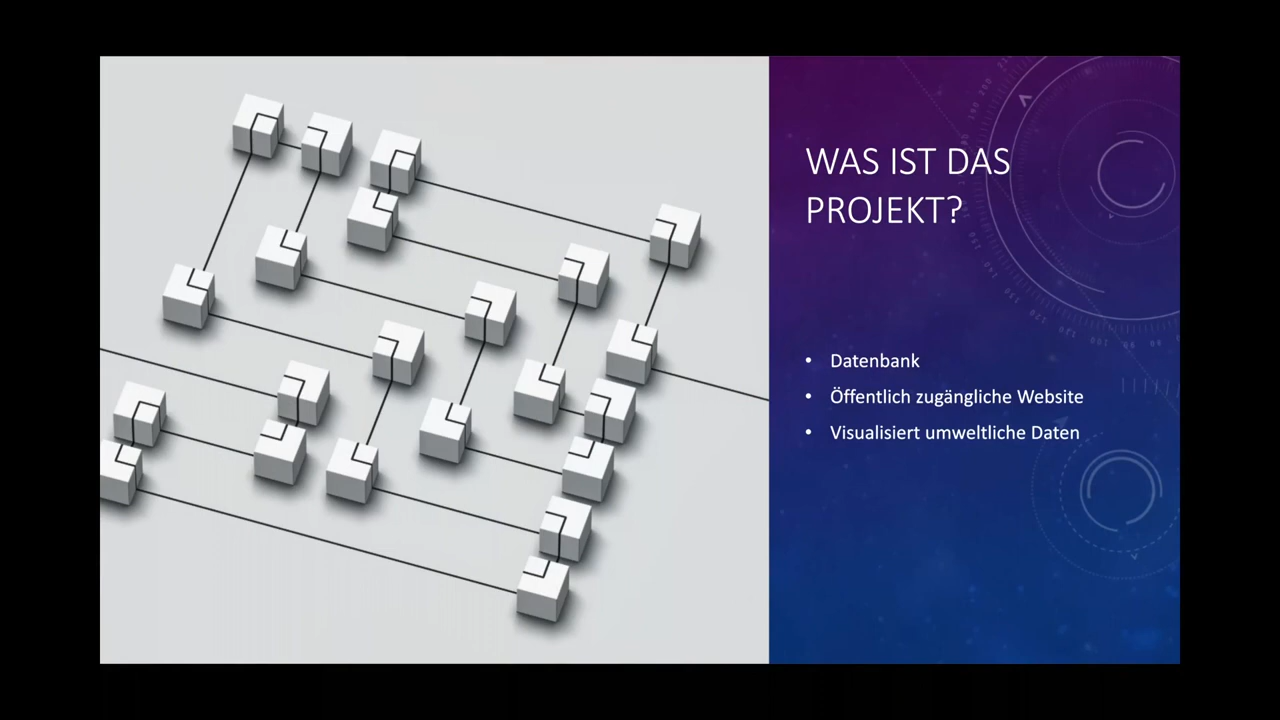 WAS IST DAS
PROJEKT?
• Datenbank
• Öffentlich zugängliche Website
• Visualisiert umweltliche Daten